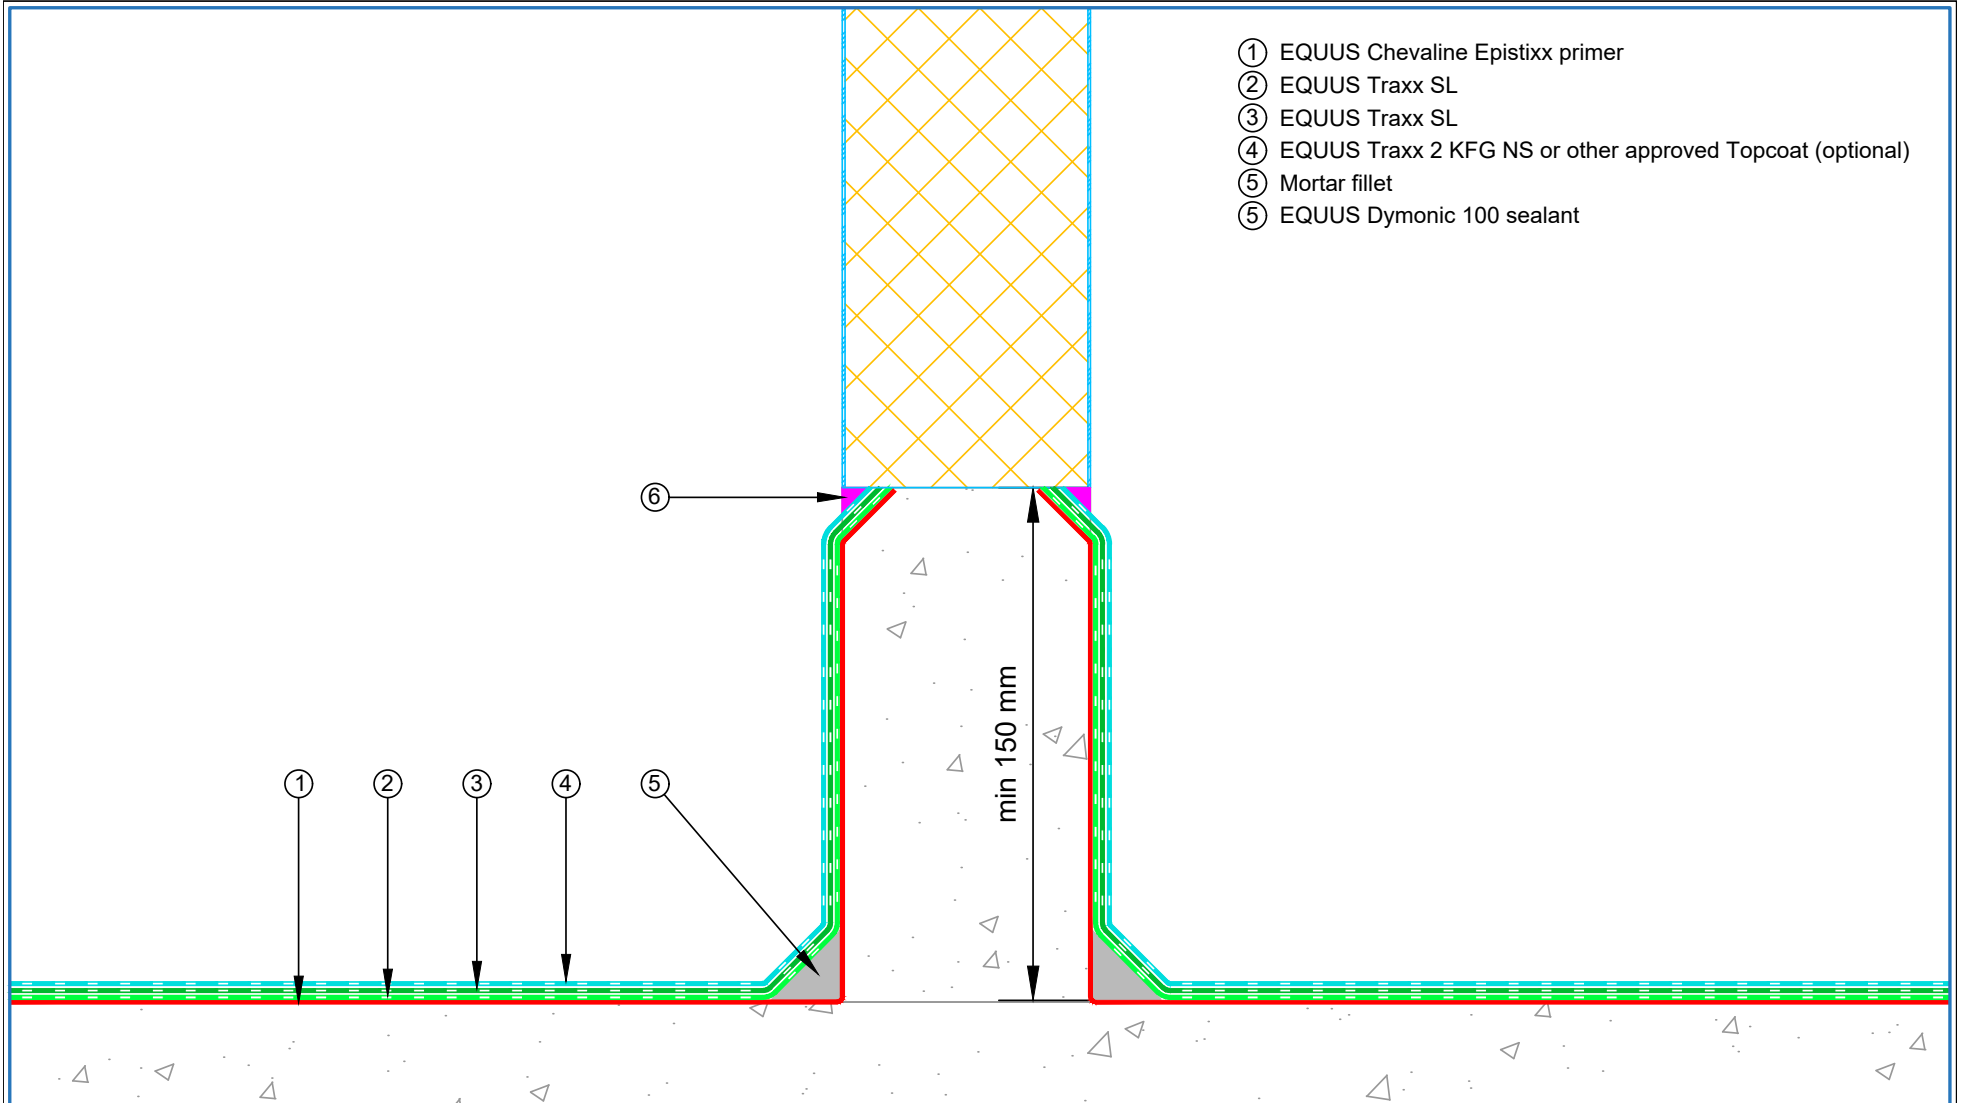 ① EQUUS Chevaline Epistixx primer
② EQUUS Traxx SL
③ EQUUS Traxx SL
④ EQUUS Traxx 2 KFG NS or other approved Topcoat (optional)
⑤ Mortar fillet
⑤ EQUUS Dymonic 100 sealant
⑥
min 150 mm
① ② ③ ④ ⑤